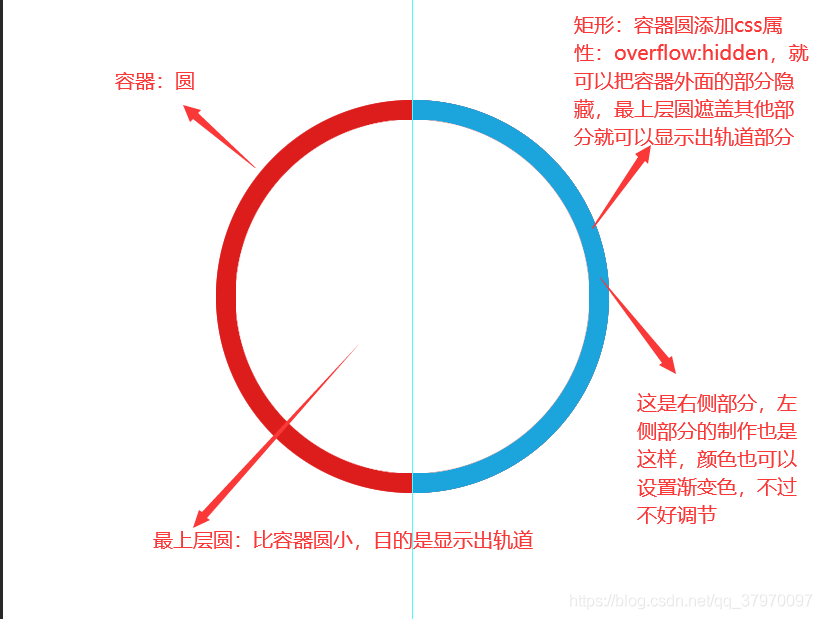 矩形：容器圆添加css属
性：overflow:hidden，就
可以把容器外面的部分隐
藏，最上层圆遮盖其他部
分就可以显示出轨道部分
容器：圆
这是右侧部分，左
侧部分的制作也是
这样，颜色也可以
设置渐变色，不过
不好调节
最上层圆：比容器圆小，目的是显示出轨道
https://blog.csdn.net/qq_37970097